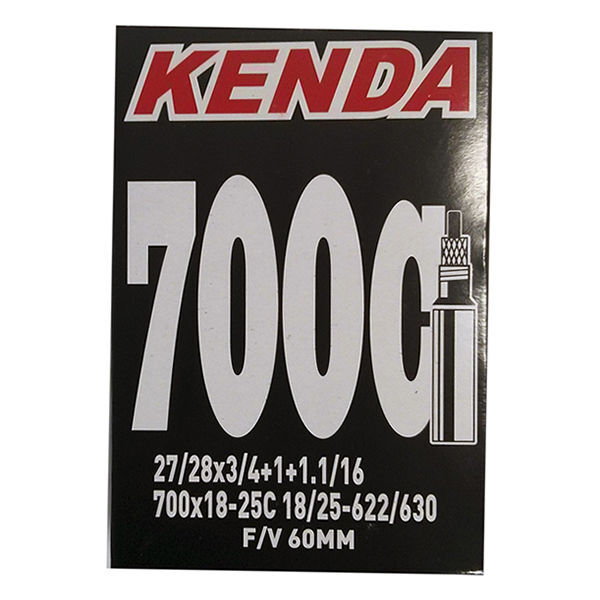 KENDA
700C
27/28x3/4+1+1.1/16
700x18-25C 18/25-622/630
F/V 60MM